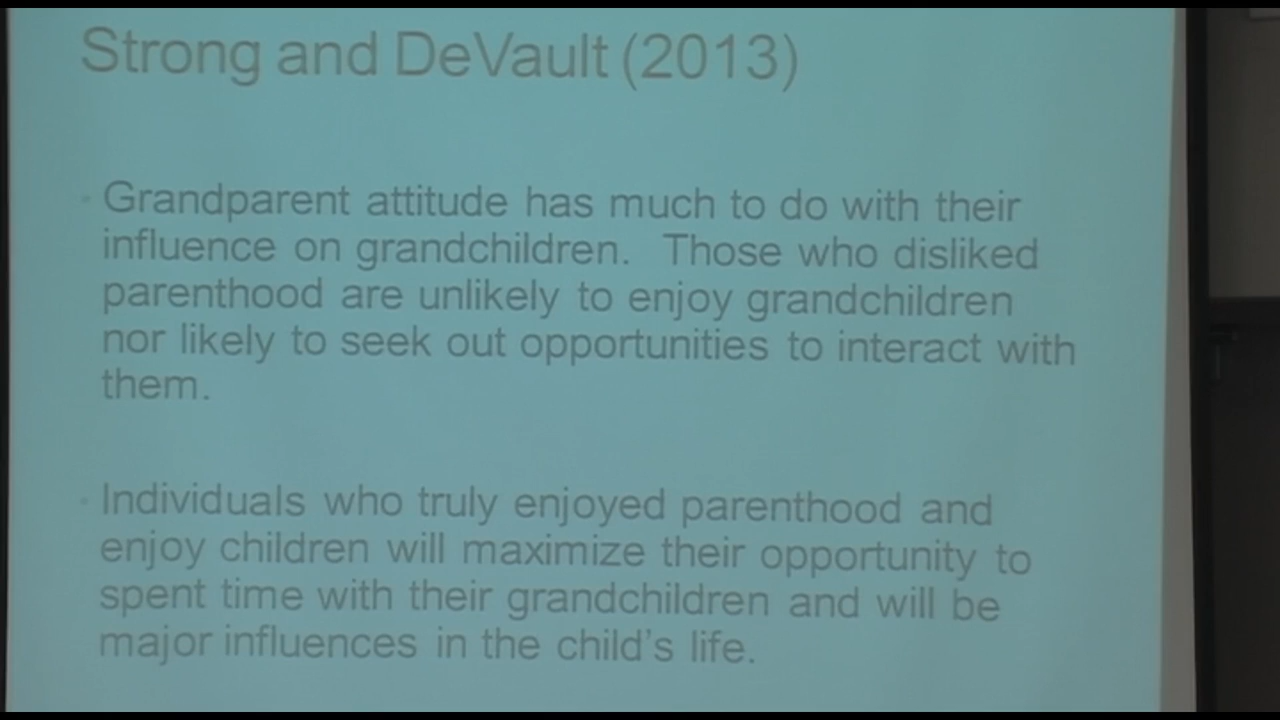 Strong and DeVault (2013)
• Grandparent attitude has much to do with their
influence on grandchildren.  Those who disliked
parenthood are unlikely to enjoy grandchildren
nor likely to seek out opportunities to interact with
them.
• Individuals who truly enjoyed parenthood and
enjoy children will maximize their opportunity to
spent time with their grandchildren and will be
major influences in the child's life.